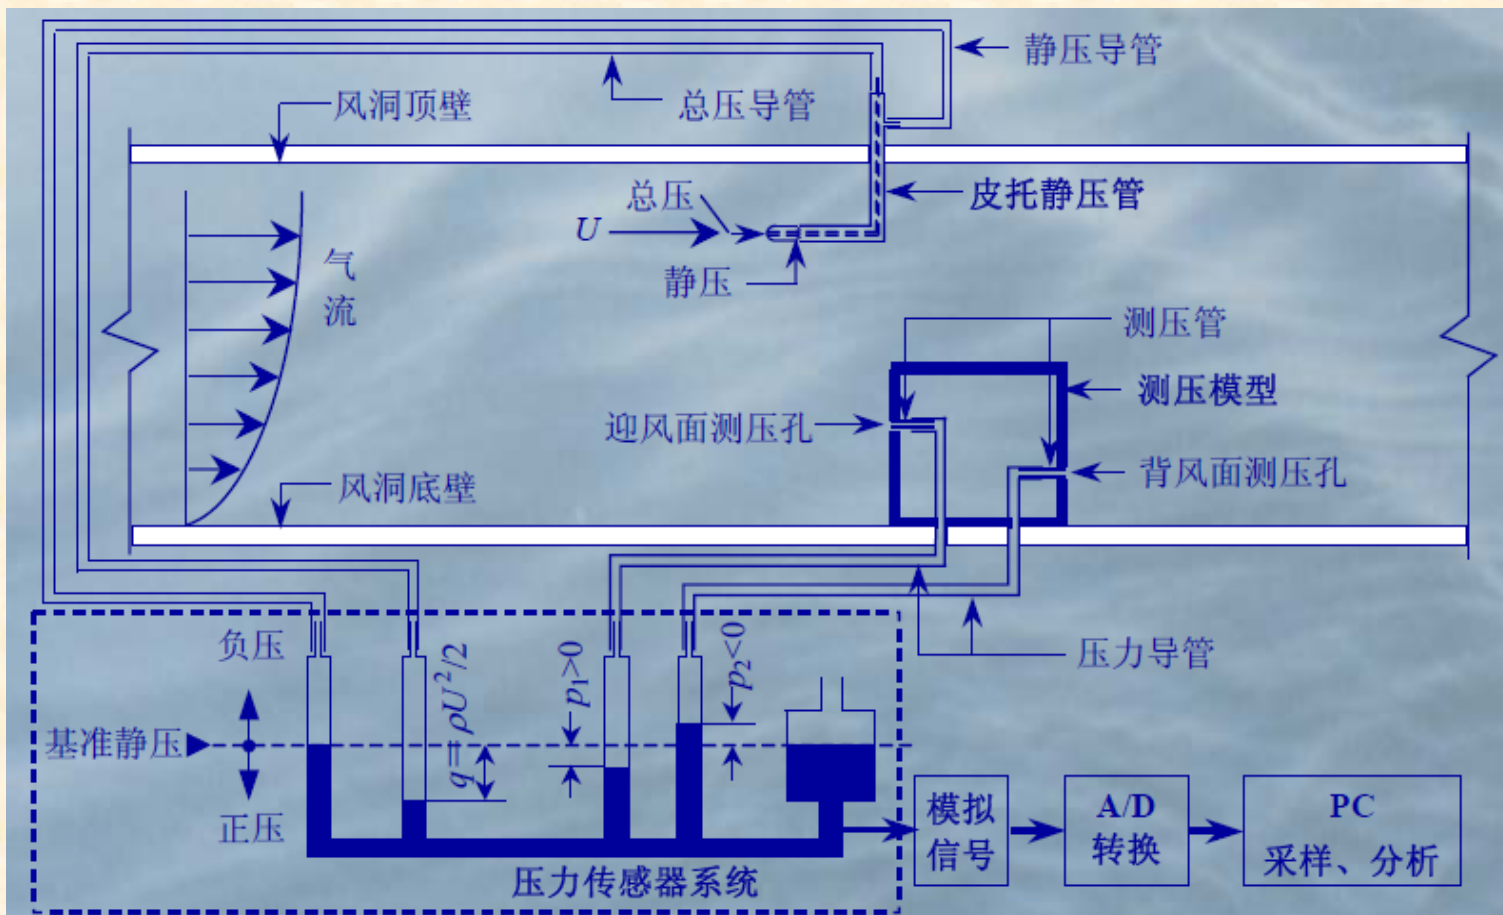 静压导管
总压导管
风洞顶壁
总压
皮托静压管
U
静压
气
流
测压管
测压模型
迎风面测压孔
背风面测压孔
风洞底壁
负压
q=ρU²/2
p₁>0
p₂<0
压力导管
基准静压
正压
模拟
信号
A/D
转换
PC
采样、分析
压力传感器系统